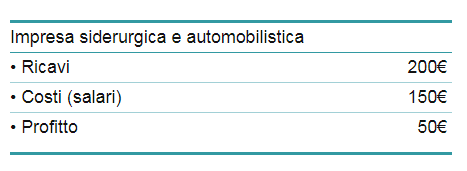 Impresa siderurgica e automobilistica
• Ricavi 200€
• Costi (salari) 150€
• Profitto 50€